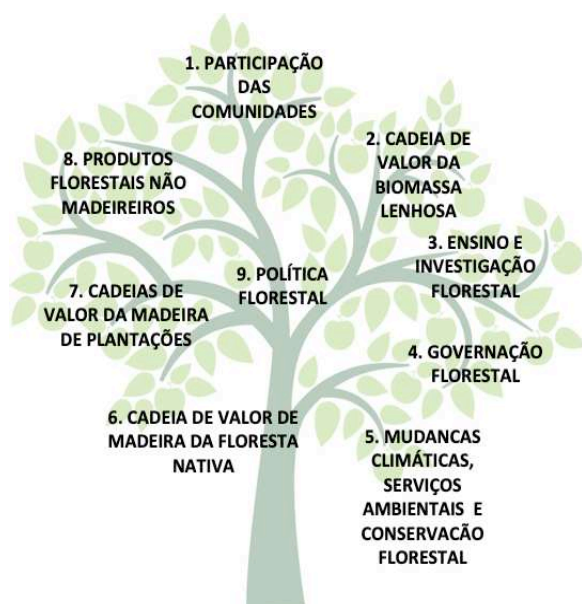 1. PARTICIPAÇÃO
DAS
COMUNIDADES
2. CADEIA DE
VALOR DA
BIOMASSA
LENHOSA
3. ENSINO E
INVESTIGAÇÃO
FLORESTAL
4. GOVERNAÇÃO
FLORESTAL
5. MUDANCAS
CLIMÁTICAS,
SERVIÇOS
AMBIENTAIS E
CONSERVACÃO
FLORESTAL
6. CADEIA DE VALOR DE
MADEIRA DA FLORESTA
NATIVA
7. CADEIAS DE
VALOR DA MADEIRA
DE PLANTAÇÕES
8. PRODUTOS
FLORESTAIS NÃO
MADEIREIROS
9. POLÍTICA
FLORESTAL